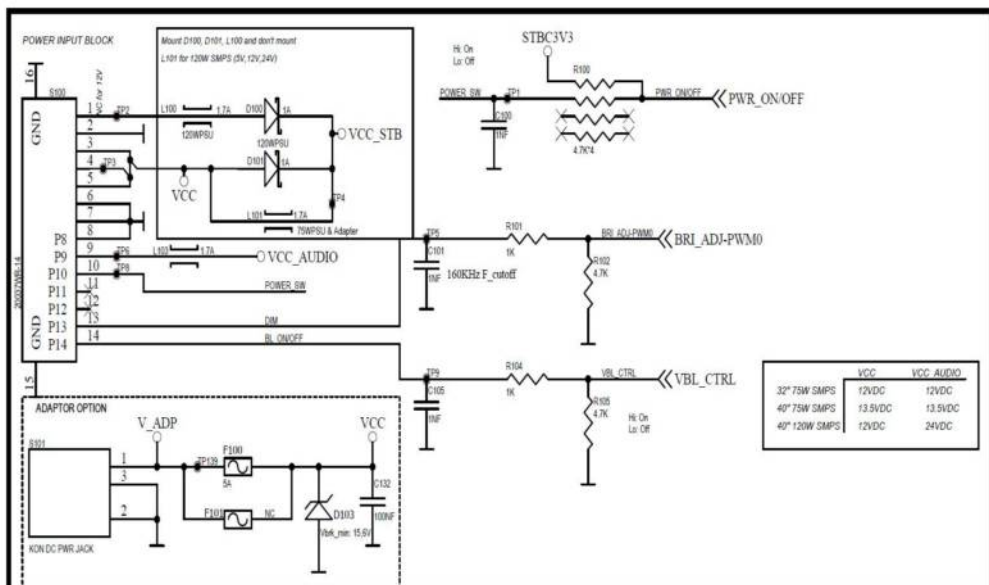 POWER INPUT BLOCK
Mount D100, D101, L100 and don't mount
L101 for 120W SMPS (5V,12V,24V)
Hi: On
Lo: Off
STBC3V3
R100
POWER_SW
TP1
PWR_ON/OFF
PWR_ON/OFF
C100
1NF
4.7K*4
16
S100
GND
NC for 12V
1
2
3
4
5
6
7
8
9
10
11
12
13
14
P8
P9
P10
P11
P12
P13
P14
GND
20037WR-14
15
TP2
L100
1.7A
120WPSU
D100
1A
120WPSU
VCC_STB
TP3
VCC
D101
1A
TP4
L101
1.7A
75WPSU & Adapter
TP6
L103
1.7A
VCC_AUDIO
TP8
POWER_SW
DIM
BL_ON/OFF
TP5
C101
1NF
160KHz F_cutoff
R101
1K
BRI_ADJ-PWM0
BRI_ADJ-PWM0
R102
4.7K
TP9
C105
1NF
R104
1K
VBL_CTRL
VBL_CTRL
R105
4.7K
Hi: On
Lo: Off
VCC VCC_AUDIO
32" 75W SMPS 12VDC 12VDC
40" 75W SMPS 13.5VDC 13.5VDC
40" 120W SMPS 12VDC 24VDC
ADAPTOR OPTION
S101
V_ADP
VCC
1
3
2
TP139
F100
5A
F101
NC
D103
Vbrk_min: 15,6V
C132
100NF
KON DC PWR JACK